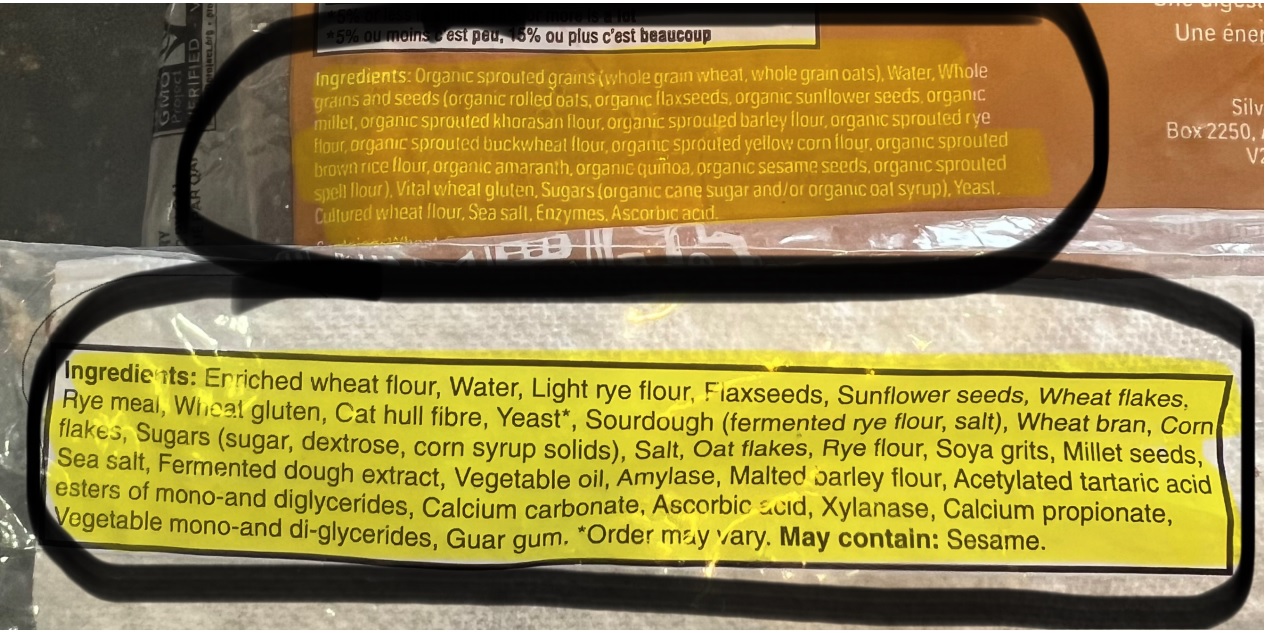 *5% ou moins c'est peu, 15% ou plus c'est beaucoup
Ingredients: Organic sprouted grains (whole grain wheat, whole grain oats), Water, Whole
grains and seeds (organic rolled oats, organic flaxseeds, organic sunflower seeds, organic
millet, organic sprouted khorasan flour, organic sprouted barley flour, organic sprouted rye
flour, organic sprouted buckwheat flour, organic sprouted yellow corn flour, organic sprouted
brown rice flour, organic amaranth, organic quinoa, organic sesame seeds, organic sprouted
spelt flour), Vital wheat gluten, Sugars (organic cane sugar and/or organic oat syrup), Yeast,
Cultured wheat flour, Sea salt, Enzymes, Ascorbic acid.
Une éner
Silv
Box 2250,
V2
GMO
Project
VERIFIED
Ingredients: Enriched wheat flour, Water, Light rye flour, Flaxseeds, Sunflower seeds, Wheat flakes,
Rye meal, Wheat gluten, Cat hull fibre, Yeast*, Sourdough (fermented rye flour, salt), Wheat bran, Corn
flakes, Sugars (sugar, dextrose, corn syrup solids), Salt, Oat flakes, Rye flour, Soya grits, Millet seeds,
Sea salt, Fermented dough extract, Vegetable oil, Amylase, Malted barley flour, Acetylated tartaric acid
esters of mono-and diglycerides, Calcium carbonate, Ascorbic acid, Xylanase, Calcium propionate,
Vegetable mono-and di-glycerides, Guar gum. *Order may vary. May contain: Sesame.